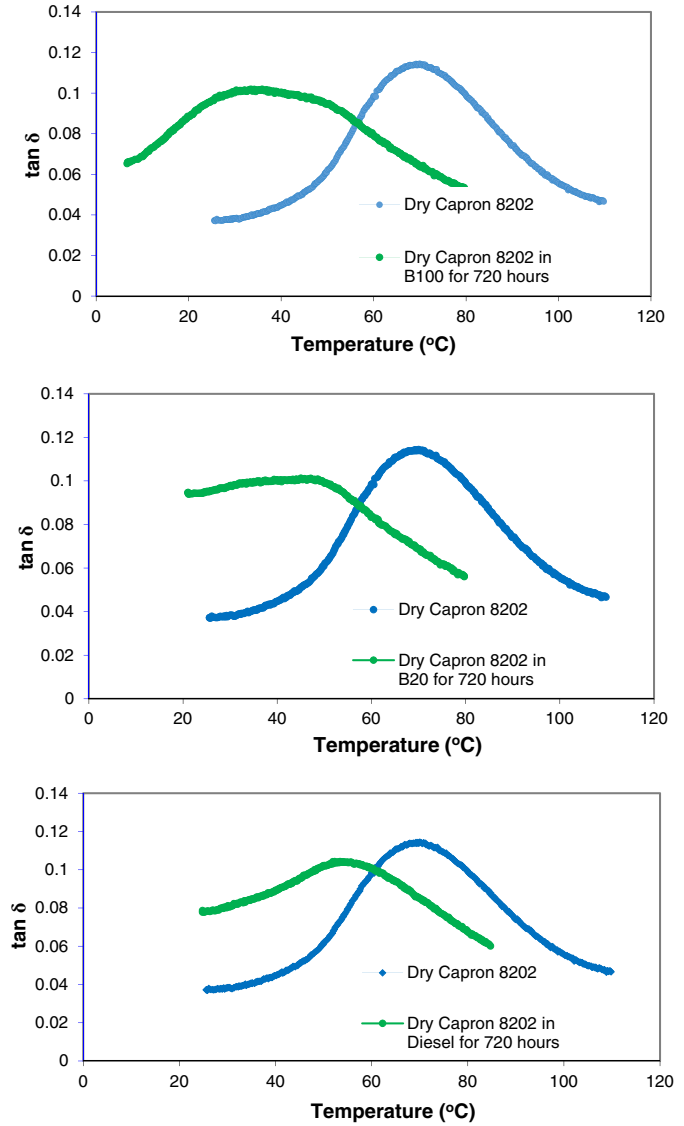 0.14
0.12
0.1
0.08
0.06
0.04
0.02
0
tan δ
Dry Capron 8202
Dry Capron 8202 in
B100 for 720 hours
0 20 40 60 80 100 120
Temperature (ºC)
0.14
0.12
0.1
0.08
0.06
0.04
0.02
0
tan δ
Dry Capron 8202
Dry Capron 8202 in
B20 for 720 hours
0 20 40 60 80 100 120
Temperature (ºC)
0.14
0.12
0.1
0.08
0.06
0.04
0.02
0
tan δ
Dry Capron 8202
Dry Capron 8202 in
Diesel for 720 hours
0 20 40 60 80 100 120
Temperature (ºC)